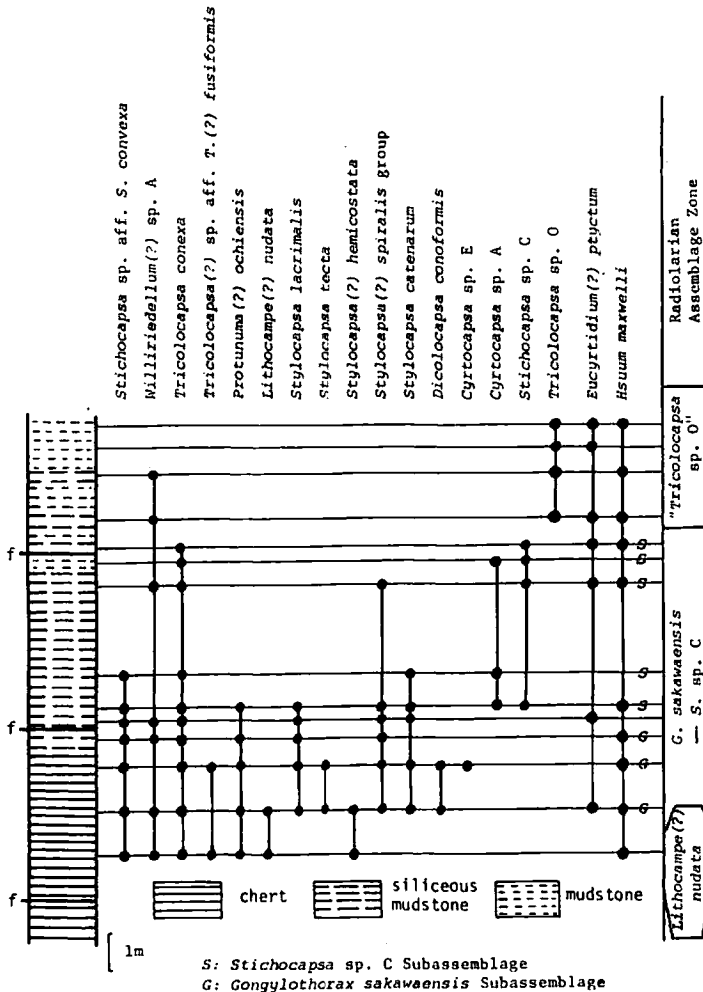 Stichocapsa sp. aff. S. convexa
Williriedellum(?) sp. A
Tricolocapsa conexa
Tricolocapsa(?) sp. aff. T.(?) fusiformis
Protunuma(?) ochiensis
Lithocampe(?) nudata
Stylocapsa lacrimalis
Stylocapsa tecta
Stylocapsa(?) hemicostata
Stylocapsa(?) spiralis group
Stylocapsa catenarum
Dicolocapsa conoformis
Cyrtocapsa sp. E
Cyrtocapsa sp. A
Stichocapsa sp. C
Tricolocapsa sp. O
Eucyrtidium(?) ptyctum
Hsuum maxwelli
Radiolarian
Assemblage Zone
"Tricolocapsa
sp. O"
f
S
G
S
S
S
G. sakawaensis
— S. sp. C
f
G
G
G
Lithocampe(?)
nudata
f
chert
siliceous
mudstone
mudstone
1m
S: Stichocapsa sp. C Subassemblage
G: Gongylothorax sakawaensis Subassemblage